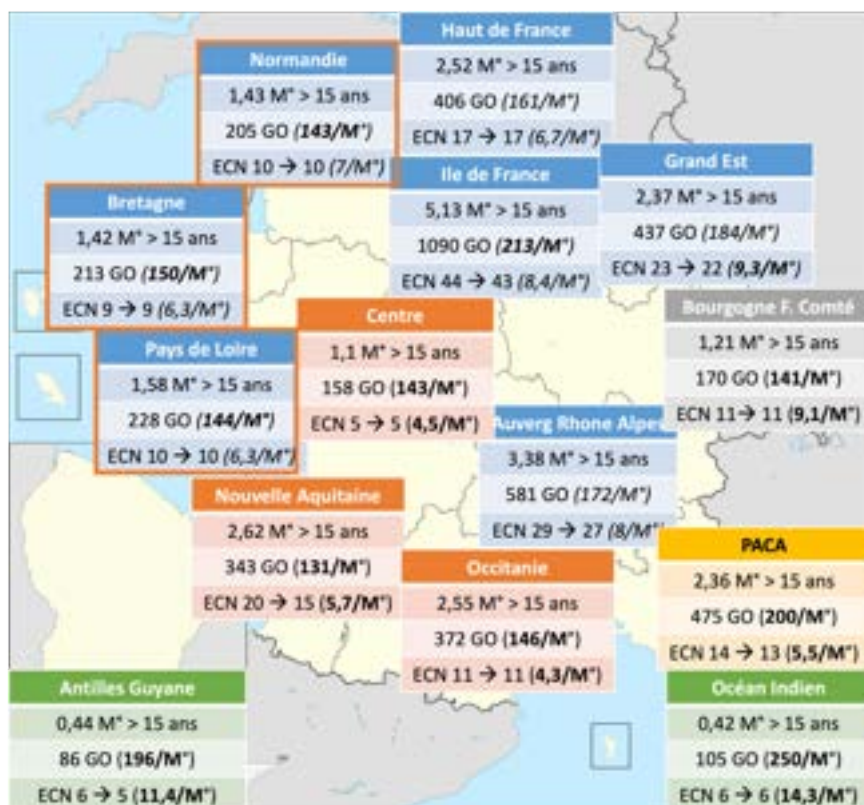 Haut de France
2,52 M° > 15 ans
406 GO (161/M°)
ECN 17 → 17 (6,7/M°)
Normandie
1,43 M° > 15 ans
205 GO (143/M°)
ECN 10 → 10 (7/M°)
Ile de France
5,13 M° > 15 ans
1090 GO (213/M°)
ECN 44 → 43 (8,4/M°)
Grand Est
2,37 M° > 15 ans
437 GO (184/M°)
ECN 23 → 22 (9,3/M°)
Bretagne
1,42 M° > 15 ans
213 GO (150/M°)
ECN 9 → 9 (6,3/M°)
Centre
1,1 M° > 15 ans
158 GO (143/M°)
ECN 5 → 5 (4,5/M°)
Bourgogne F. Comté
1,21 M° > 15 ans
170 GO (141/M°)
ECN 11→ 11 (9,1/M°)
Pays de Loire
1,58 M° > 15 ans
228 GO (144/M°)
ECN 10 → 10 (6,3/M°)
Auverg Rhone Alpes
3,38 M° > 15 ans
581 GO (172/M°)
ECN 29 → 27 (8/M°)
Nouvelle Aquitaine
2,62 M° > 15 ans
343 GO (131/M°)
ECN 20 → 15 (5,7/M°)
Occitanie
2,55 M° > 15 ans
372 GO (146/M°)
ECN 11 → 11 (4,3/M°)
PACA
2,36 M° > 15 ans
475 GO (200/M°)
ECN 14 → 13 (5,5/M°)
Antilles Guyane
0,44 M° > 15 ans
86 GO (196/M°)
ECN 6 → 5 (11,4/M°)
Océan Indien
0,42 M° > 15 ans
105 GO (250/M°)
ECN 6 → 6 (14,3/M°)